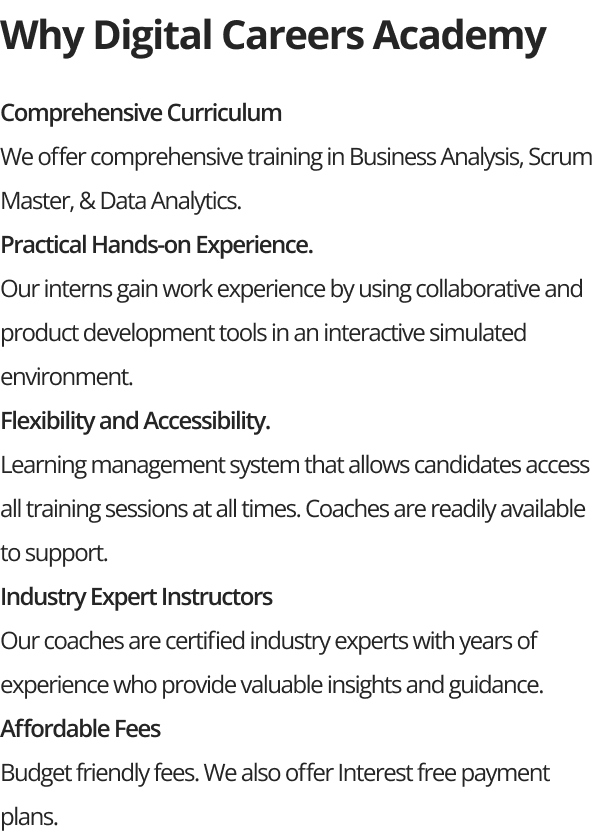 Why Digital Careers Academy
Comprehensive Curriculum
We offer comprehensive training in Business Analysis, Scrum
Master, & Data Analytics.
Practical Hands-on Experience.
Our interns gain work experience by using collaborative and
product development tools in an interactive simulated
environment.
Flexibility and Accessibility.
Learning management system that allows candidates access
all training sessions at all times. Coaches are readily available
to support.
Industry Expert Instructors
Our coaches are certified industry experts with years of
experience who provide valuable insights and guidance.
Affordable Fees
Budget friendly fees. We also offer Interest free payment
plans.